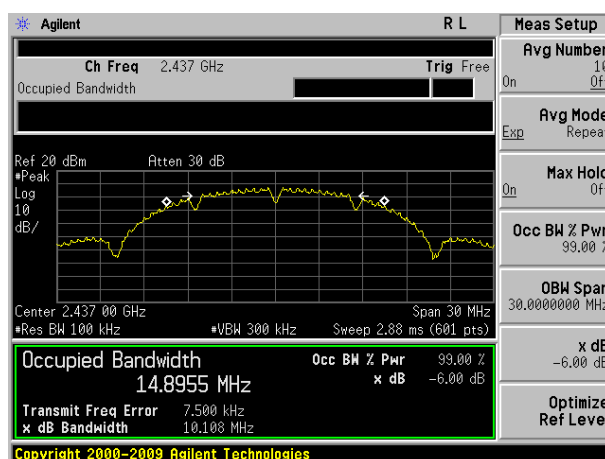 Agilent R L Meas Setup
Avg Number
10
On Off
Ch Freq 2.437 GHz Trig Free
Occupied Bandwidth
Avg Mode
Exp Repeat
Ref 20 dBm Atten 30 dB
#Peak
Log
10
dB/
Max Hold
On Off
Occ BW % Pwr
99.00 %
OBW Span
30.0000000 MHz
Center 2.437 00 GHz Span 30 MHz
#Res BW 100 kHz #VBW 300 kHz Sweep 2.88 ms (601 pts)
Occupied Bandwidth Occ BW % Pwr 99.00 %
14.8955 MHz x dB -6.00 dB
Transmit Freq Error 7.500 kHz
x dB Bandwidth 10.108 MHz
x dB
-6.00 dB
Optimize
Ref Level
Copyright 2000-2009 Agilent Technologies